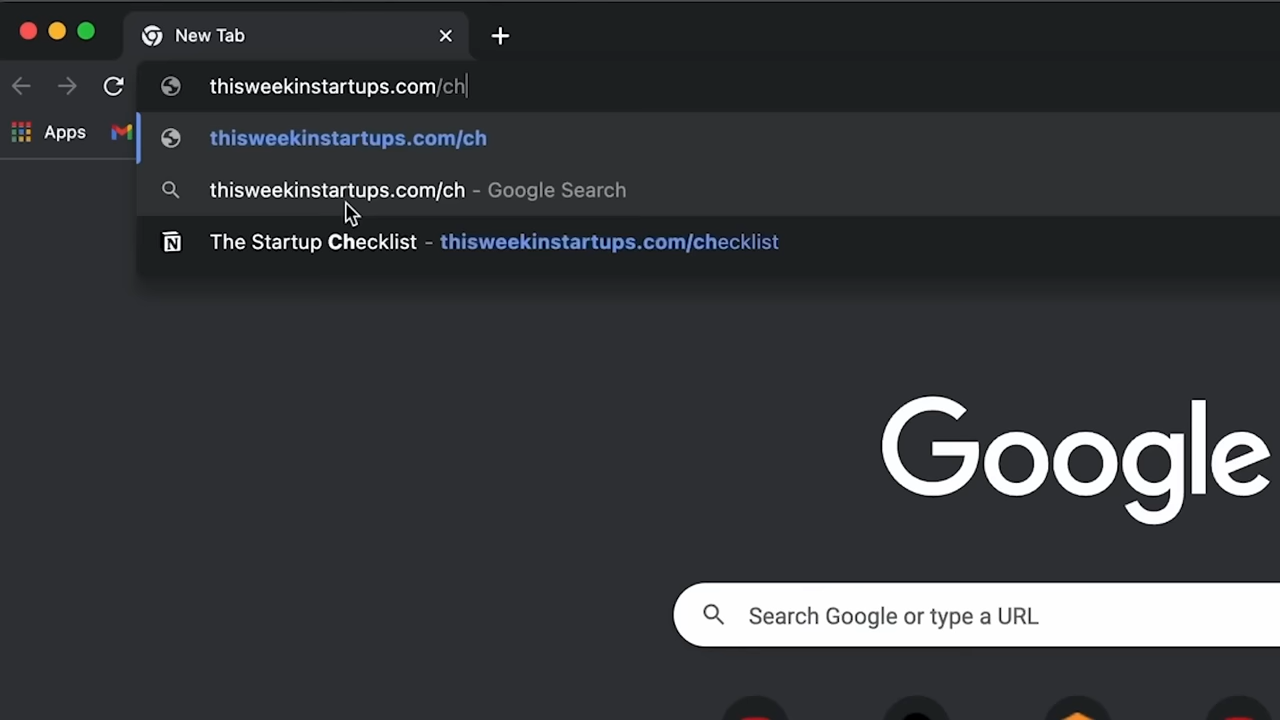 New Tab
thisweekinstartups.com/ch
Apps
thisweekinstartups.com/ch
thisweekinstartups.com/ch - Google Search
The Startup Checklist - thisweekinstartups.com/checklist
Google
Search Google or type a URL